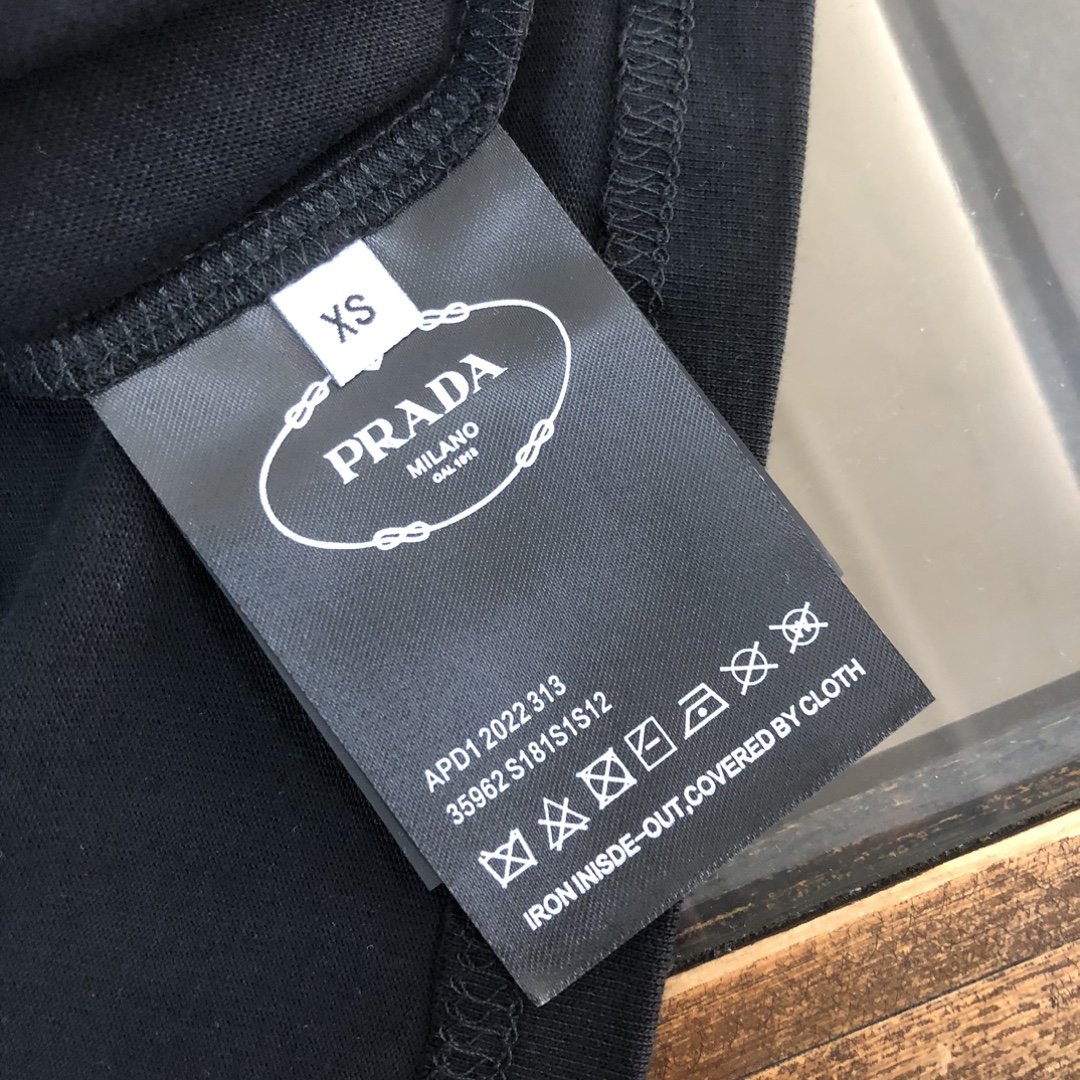 XS
PRADA
MILANO
DAL 1913
APD1 2022 313
35962 S181S1S12
IRON INISDE-OUT,COVERED BY CLOTH